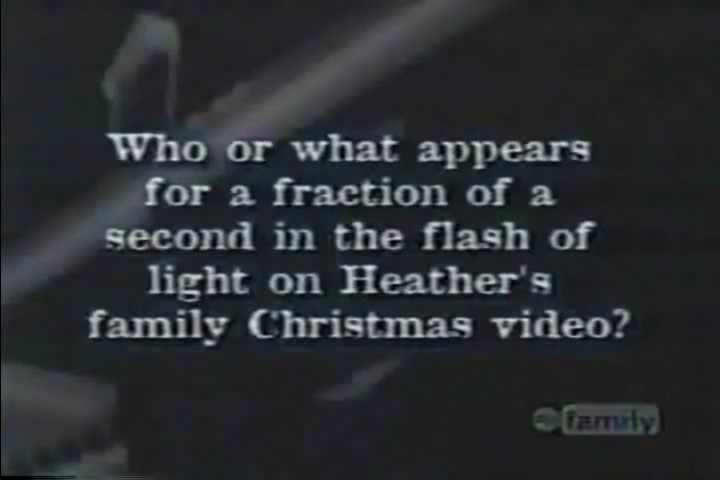 Who or what appears
for a fraction of a
second in the flash of
light on Heather's
family Christmas video?
abc family